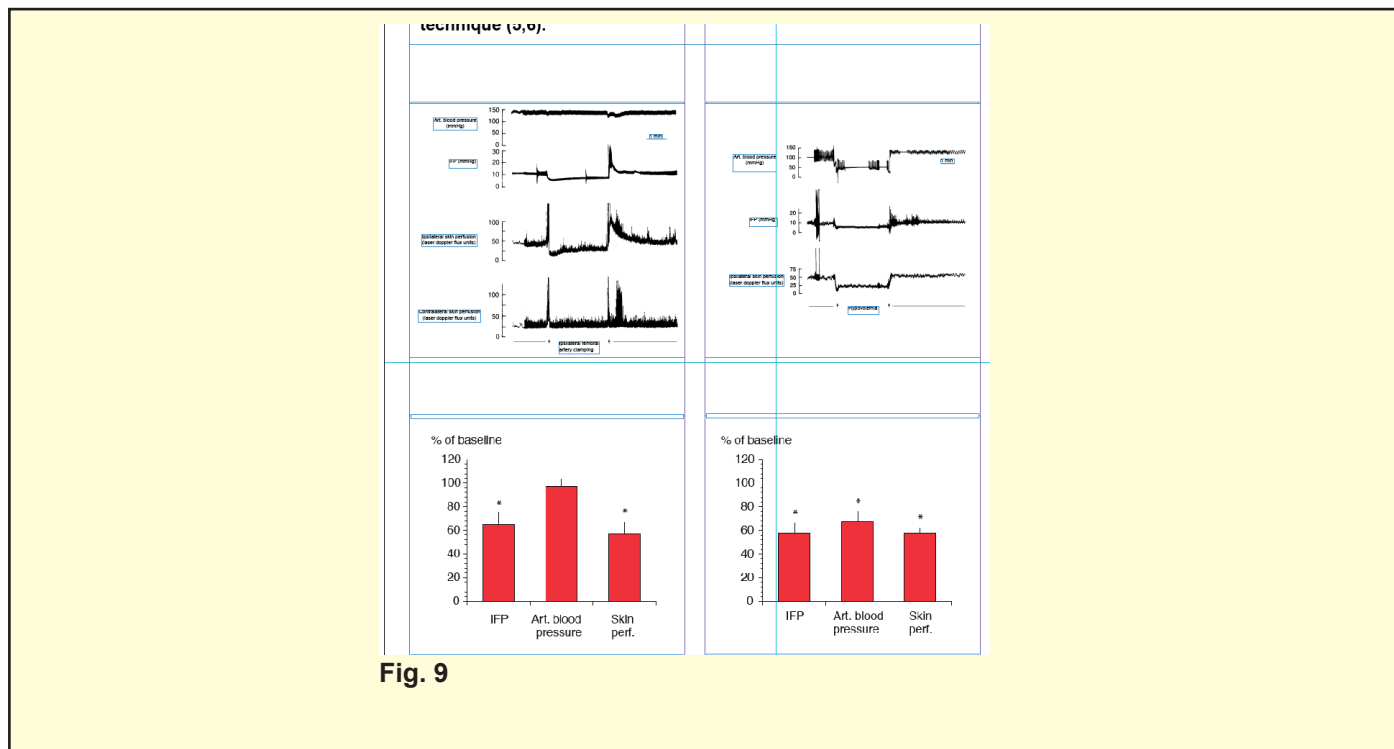 technique (5,6).
Art. blood pressure
(mmHg)
150
100
50
0
1 min
IFP (mmHg)
30
20
10
0
Ipsilateral skin perfusion
(laser doppler flux units)
100
50
0
Contralateral skin perfusion
(laser doppler flux units)
100
50
0
Ipsilateral femoral
artery clamping
Art. blood pressure
(mmHg)
150
100
50
0
1 min
IFP (mmHg)
20
10
0
Ipsilateral skin perfusion
(laser doppler flux units)
75
50
25
0
Hypovolemia
% of baseline
120
100
80
60
40
20
0
*
*
IFP
Art. blood
pressure
Skin
perf.
% of baseline
120
100
80
60
40
20
0
*
*
*
IFP
Art. blood
pressure
Skin
perf.
Fig. 9